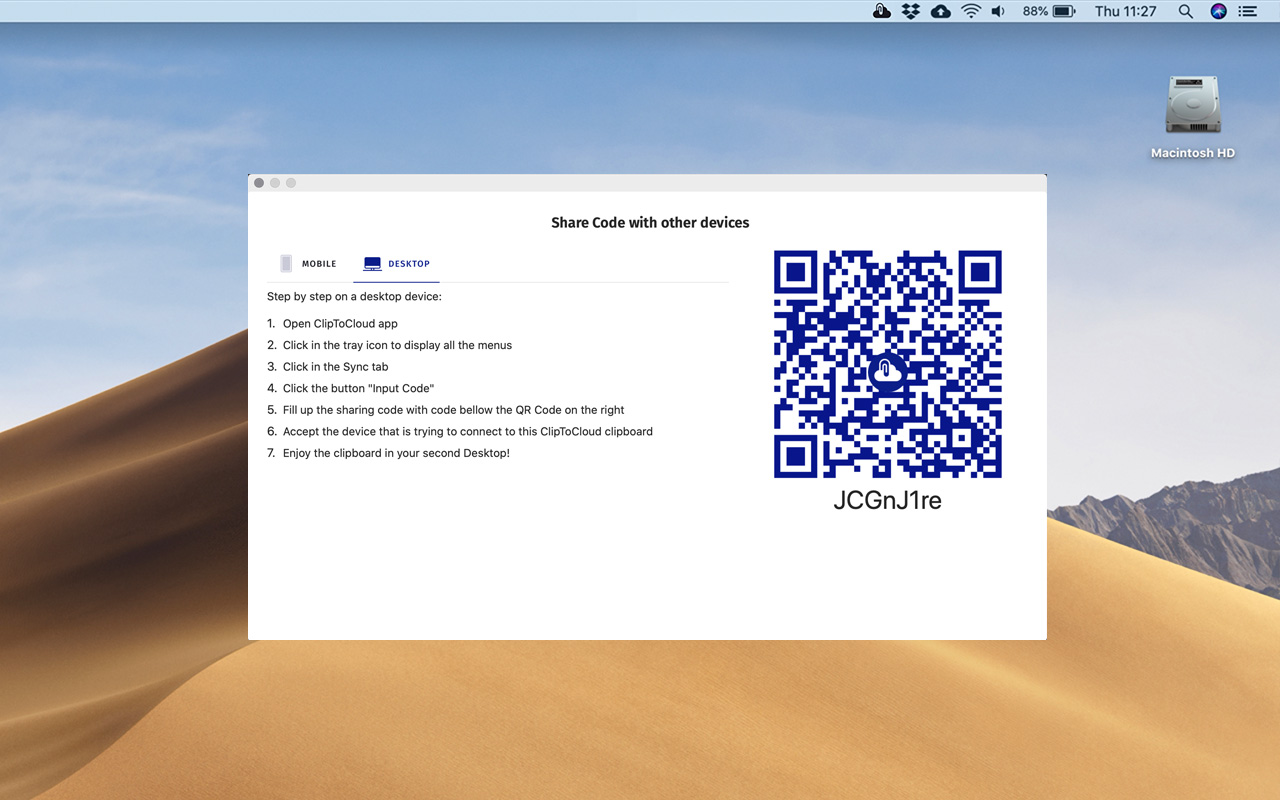 88% Thu 11:27
Macintosh HD
Share Code with other devices
MOBILE DESKTOP
Step by step on a desktop device:
1. Open ClipToCloud app
2. Click in the tray icon to display all the menus
3. Click in the Sync tab
4. Click the button "Input Code"
5. Fill up the sharing code with code bellow the QR Code on the right
6. Accept the device that is trying to connect to this ClipToCloud clipboard
7. Enjoy the clipboard in your second Desktop!
JCGnJ1re